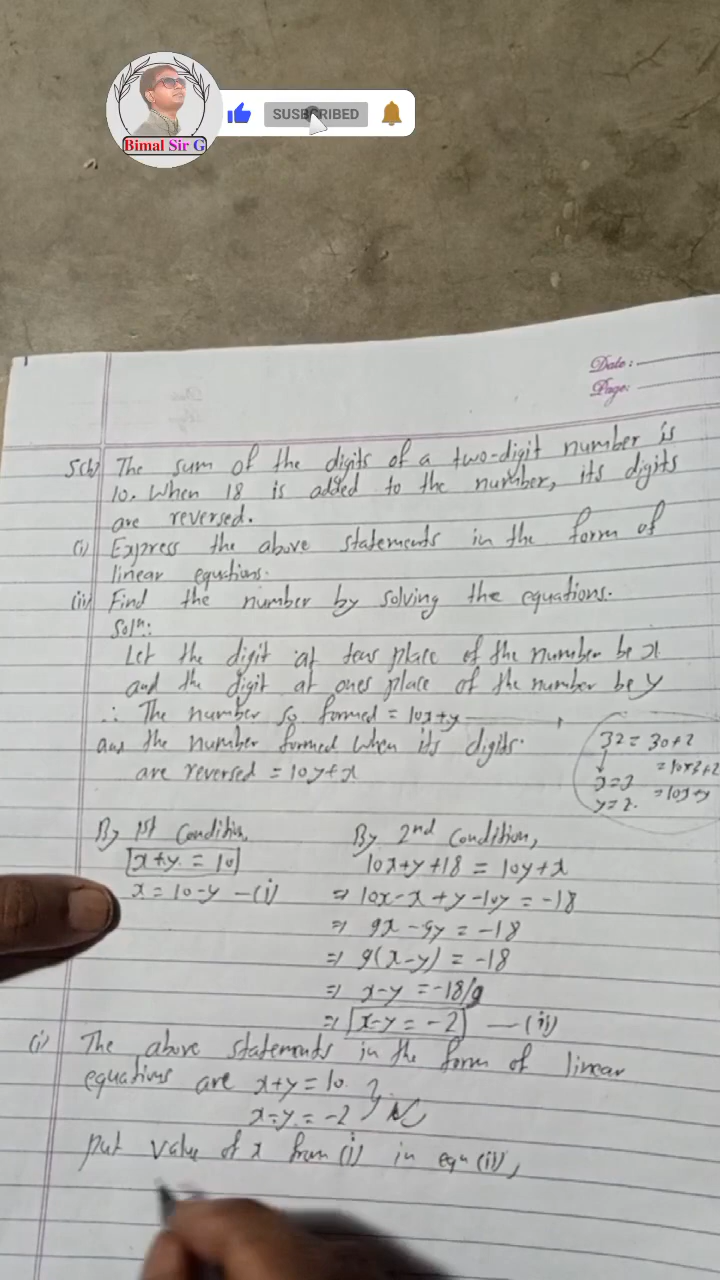 SUSBCRIBED
Bimal Sir G
Date:
Page:
5(b) The sum of the digits of a two-digit number is
10. When 18 is added to the number, its digits
are reversed.
(i) Express the above statements in the form of
linear equations.
(ii) Find the number by solving the equations.
Solⁿ:
Let the digit at tens place of the number be x
and the digit at ones place of the number be y
∴ The number so formed = 10x+y
and the number formed when its digits
are reversed = 10y+x
32 = 30+2
↓ = 10×3+2
x=3 = 10x+y
y=2.
By 1st Condition,
x+y = 10
x = 10-y —(i)
By 2nd Condition,
10x+y+18 = 10y+x
⇒ 10x-x+y-10y = -18
⇒ 9x-9y = -18
⇒ 9(x-y) = -18
⇒ x-y = -18/9
⇒ x-y = -2 —(ii)
(i) The above statements in the form of linear
equations are x+y = 10 }
x-y = -2
put value of x from (i) in eqn (ii),